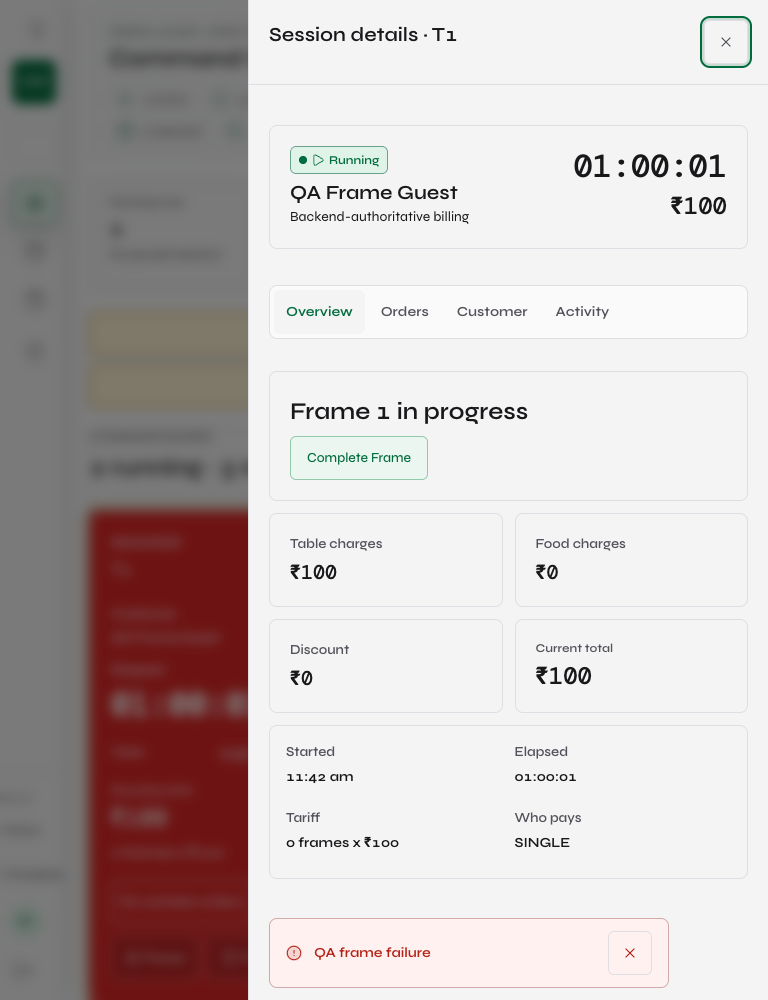 Session details · T1
Running
01:00:01
QA Frame Guest
₹100
Backend-authoritative billing
Overview Orders Customer Activity
Frame 1 in progress
Complete Frame
Table charges
₹100
Food charges
₹0
Discount
₹0
Current total
₹100
Started
11:42 am
Elapsed
01:00:01
Tariff
0 frames x ₹100
Who pays
SINGLE
QA frame failure